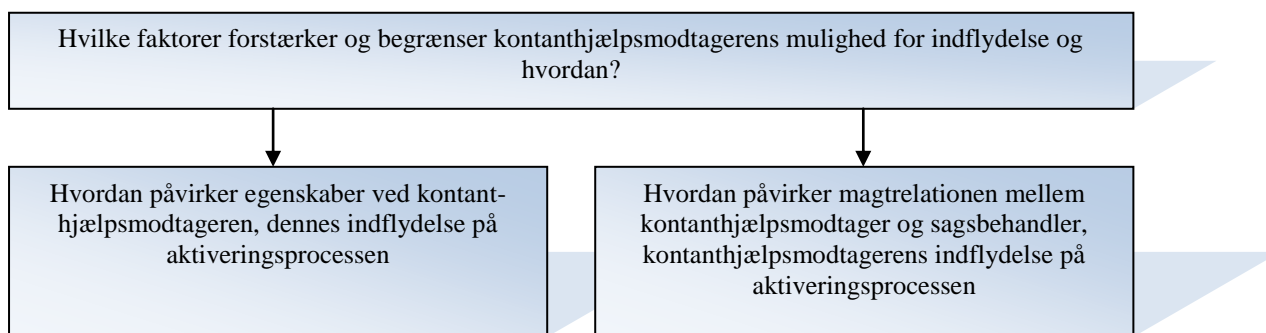 Hvilke faktorer forstærker og begrænser kontanthjælpsmodtagerens mulighed for indflydelse og
hvordan?
Hvordan påvirker egenskaber ved kontant-
hjælpsmodtageren, dennes indflydelse på
aktiveringsprocessen
Hvordan påvirker magtrelationen mellem
kontanthjælpsmodtager og sagsbehandler,
kontanthjælpsmodtagerens indflydelse på
aktiveringsprocessen